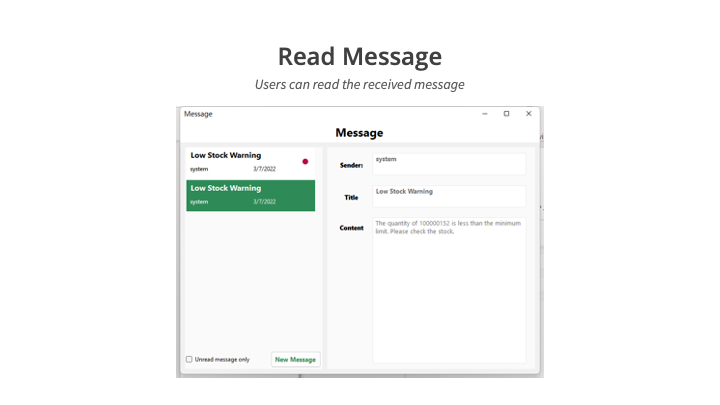 Read Message
Users can read the received message
Message
Message
Low Stock Warning
system 3/7/2022
Low Stock Warning
system 3/7/2022
Unread message only
New Message
Sender: system
Title Low Stock Warning
Content The quantity of 100000152 is less than the minimum
limit. Please check the stock.